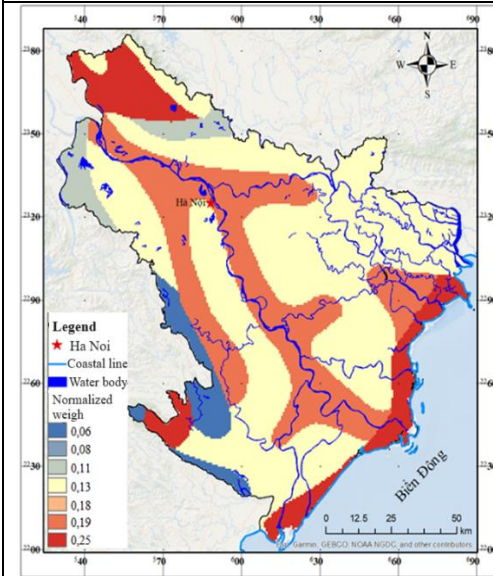 N
W E
S
Hà Nội
Legend
Ha Noi
Coastal line
Water body
Normalized
weigh
0,06
0,08
0,11
0,13
0,18
0,19
0,25
Biển Đông
0 12.5 25 50
km
Garmin, GEBCO, NOAA NGDC, and other contributors